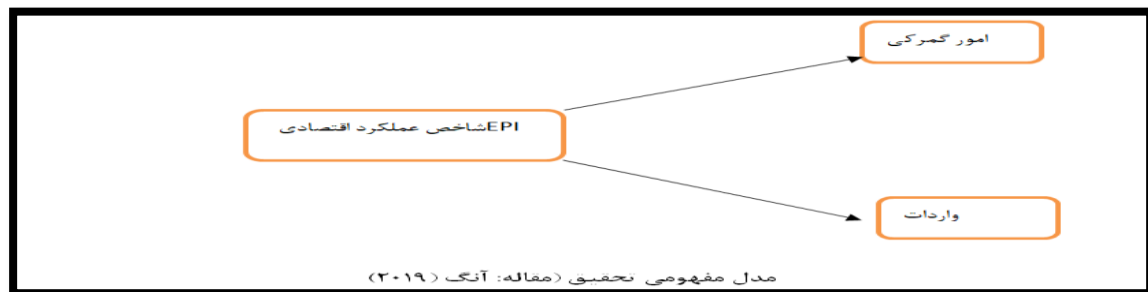 امور گمرکی
EPIشاخص عملکرد اقتصادی
واردات
مدل مفهومی تحقیق (مقاله: آنگ (۲۰۱۹)